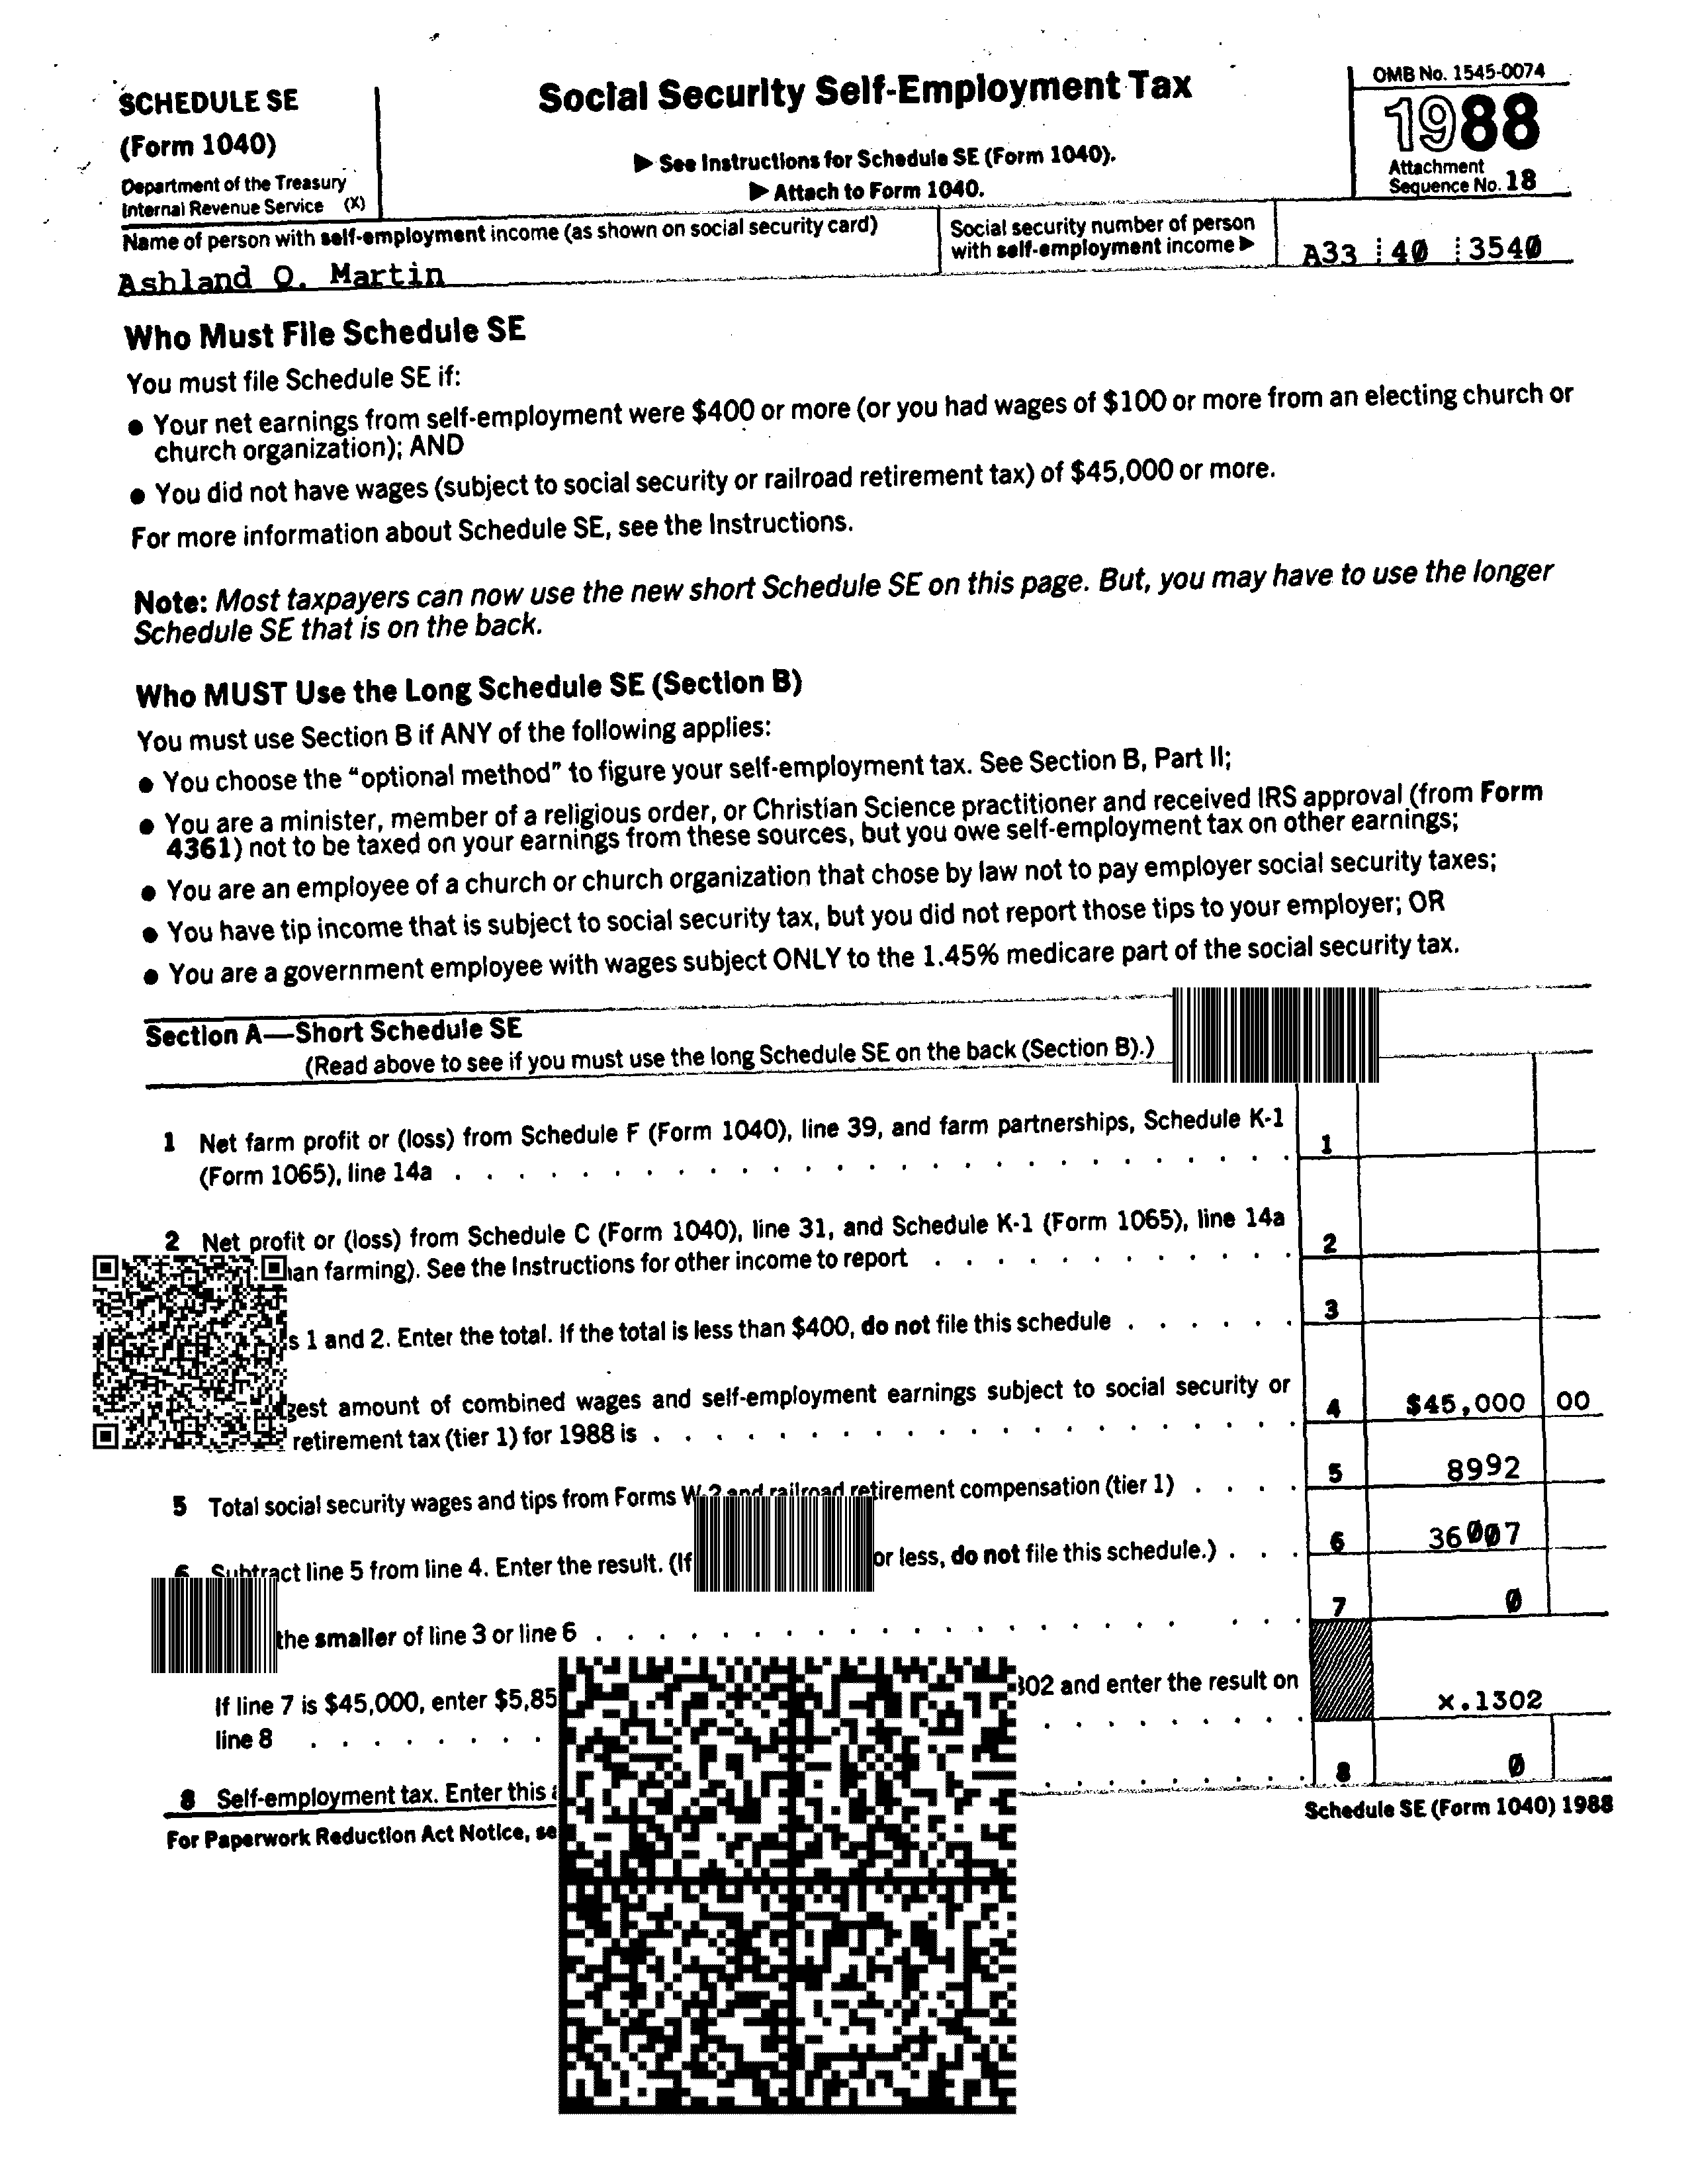 SCHEDULE SE
(Form 1040)
Department of the Treasury
Internal Revenue Service (X)
Social Security Self-Employment Tax
▶ See Instructions for Schedule SE (Form 1040).
▶ Attach to Form 1040.
OMB No. 1545-0074
1988
Attachment
Sequence No. 18
Name of person with self-employment income (as shown on social security card)
Ashland O. Martin
Social security number of person
with self-employment income ▶
A33 40 3540
Who Must File Schedule SE
You must file Schedule SE if:
● Your net earnings from self-employment were $400 or more (or you had wages of $100 or more from an electing church or
church organization); AND
● You did not have wages (subject to social security or railroad retirement tax) of $45,000 or more.
For more information about Schedule SE, see the Instructions.
Note: Most taxpayers can now use the new short Schedule SE on this page. But, you may have to use the longer
Schedule SE that is on the back.
Who MUST Use the Long Schedule SE (Section B)
You must use Section B if ANY of the following applies:
● You choose the "optional method" to figure your self-employment tax. See Section B, Part II;
● You are a minister, member of a religious order, or Christian Science practitioner and received IRS approval (from Form
4361) not to be taxed on your earnings from these sources, but you owe self-employment tax on other earnings;
● You are an employee of a church or church organization that chose by law not to pay employer social security taxes;
● You have tip income that is subject to social security tax, but you did not report those tips to your employer; OR
● You are a government employee with wages subject ONLY to the 1.45% medicare part of the social security tax.
Section A—Short Schedule SE
(Read above to see if you must use the long Schedule SE on the back (Section B).)
1 Net farm profit or (loss) from Schedule F (Form 1040), line 39, and farm partnerships, Schedule K-1
(Form 1065), line 14a . . . . 1
2 Net profit or (loss) from Schedule C (Form 1040), line 31, and Schedule K-1 (Form 1065), line 14a
farming). See the Instructions for other income to report . . . . 2
1 and 2. Enter the total. If the total is less than $400, do not file this schedule . . . . 3
amount of combined wages and self-employment earnings subject to social security or
retirement tax (tier 1) for 1988 is . . . . 4 $45,000 00
5 Total social security wages and tips from Forms W-2 and railroad retirement compensation (tier 1) . . . . 5 8992
6 Subtract line 5 from line 4. Enter the result. (If or less, do not file this schedule.) . . . 6 36007
the smaller of line 3 or line 6 . . . . 7 0
If line 7 is $45,000, enter and enter the result on
line 8 . . . . x.1302
8 Self-employment tax. Enter this . . . . 8 0
For Paperwork Reduction Act Notice,
Schedule SE (Form 1040) 1988